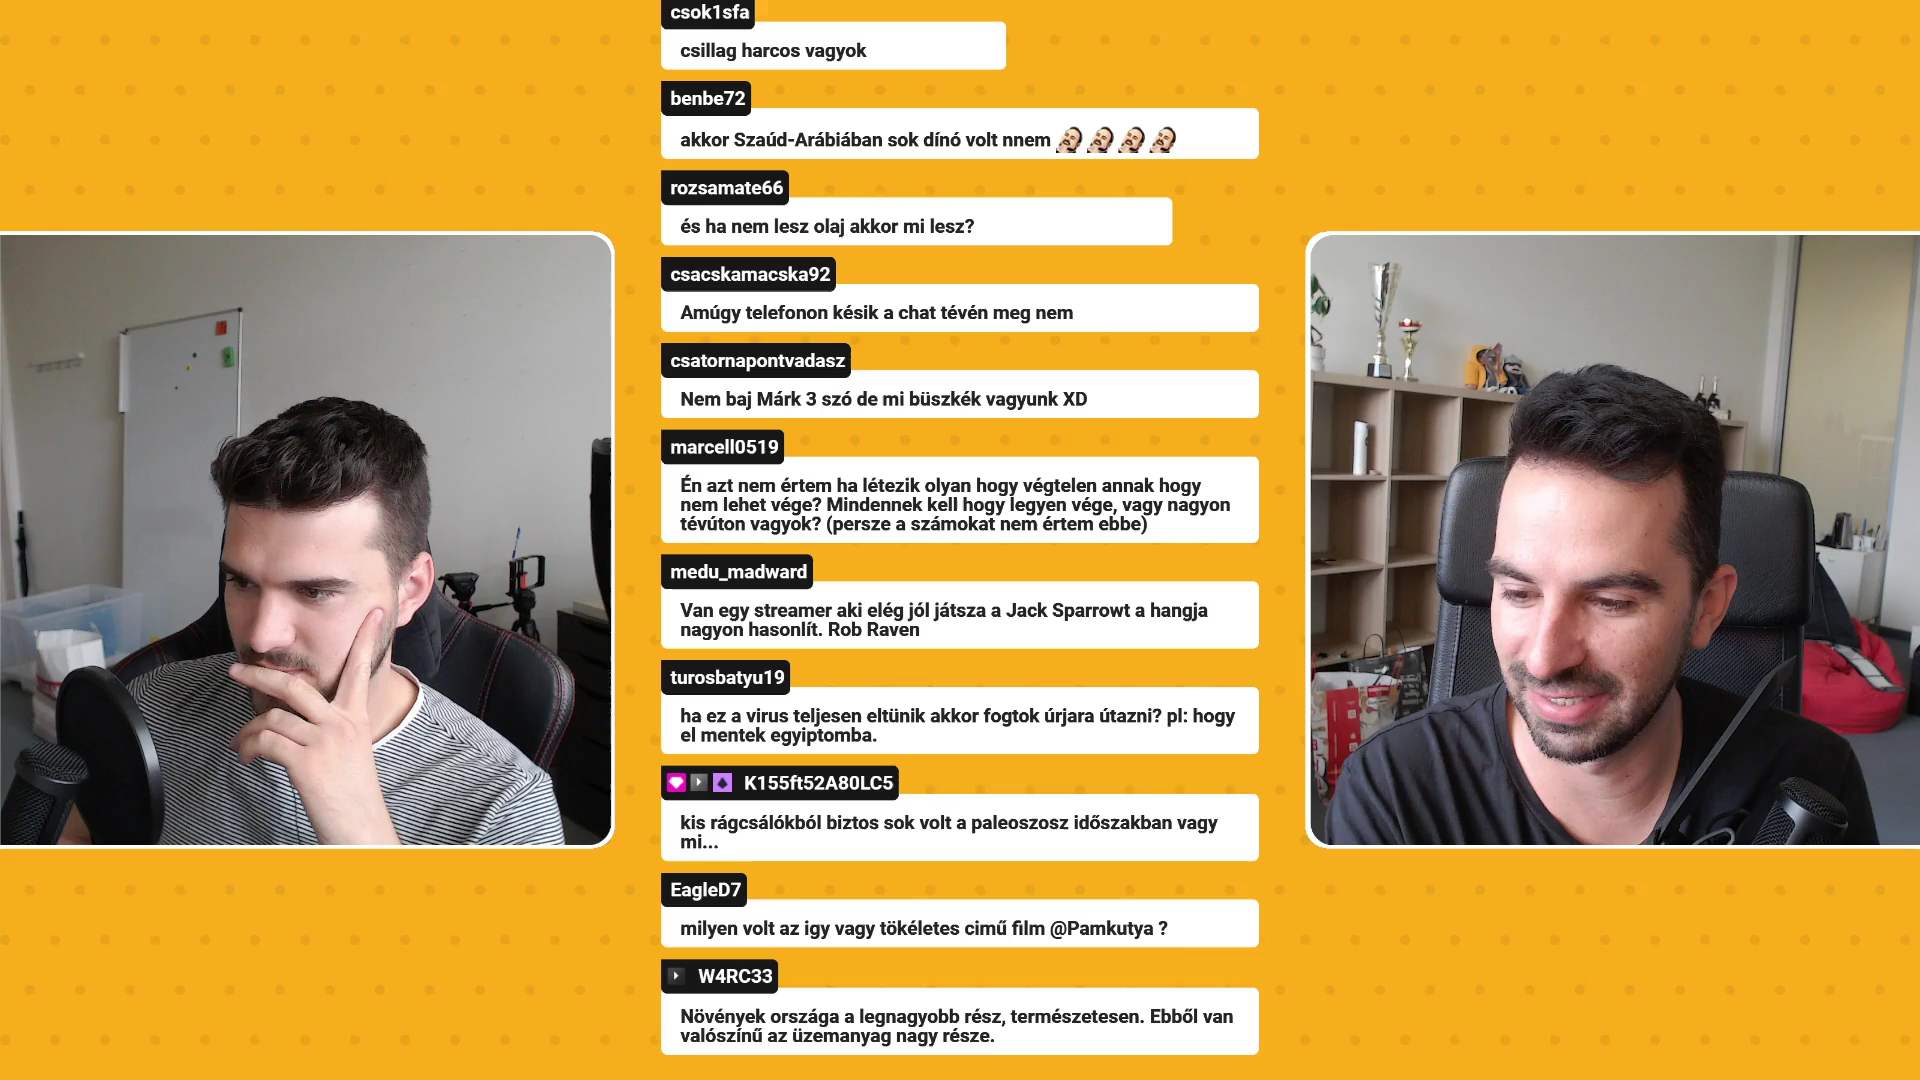 csok1sfa
csillag harcos vagyok
benbe72
akkor Szaúd-Arábiában sok dínó volt nnem
rozsamate66
és ha nem lesz olaj akkor mi lesz?
csacskamacska92
Amúgy telefonon késik a chat tévén meg nem
csatornapontvadasz
Nem baj Márk 3 szó de mi büszkék vagyunk XD
marcell0519
Én azt nem értem ha létezik olyan hogy végtelen annak hogy
nem lehet vége? Mindennek kell hogy legyen vége, vagy nagyon
tévúton vagyok? (persze a számokat nem értem ebbe)
medu_madward
Van egy streamer aki elég jól játsza a Jack Sparrowt a hangja
nagyon hasonlít. Rob Raven
turosbatyu19
ha ez a virus teljesen eltünik akkor fogtok úrjara útazni? pl: hogy
el mentek egyiptomba.
K155ft52A80LC5
kis rágcsálókból biztos sok volt a paleoszosz időszakban vagy
mi...
EagleD7
milyen volt az igy vagy tökéletes cimű film @Pamkutya ?
W4RC33
Növények országa a legnagyobb rész, természetesen. Ebből van
valószínű az üzemanyag nagy része.